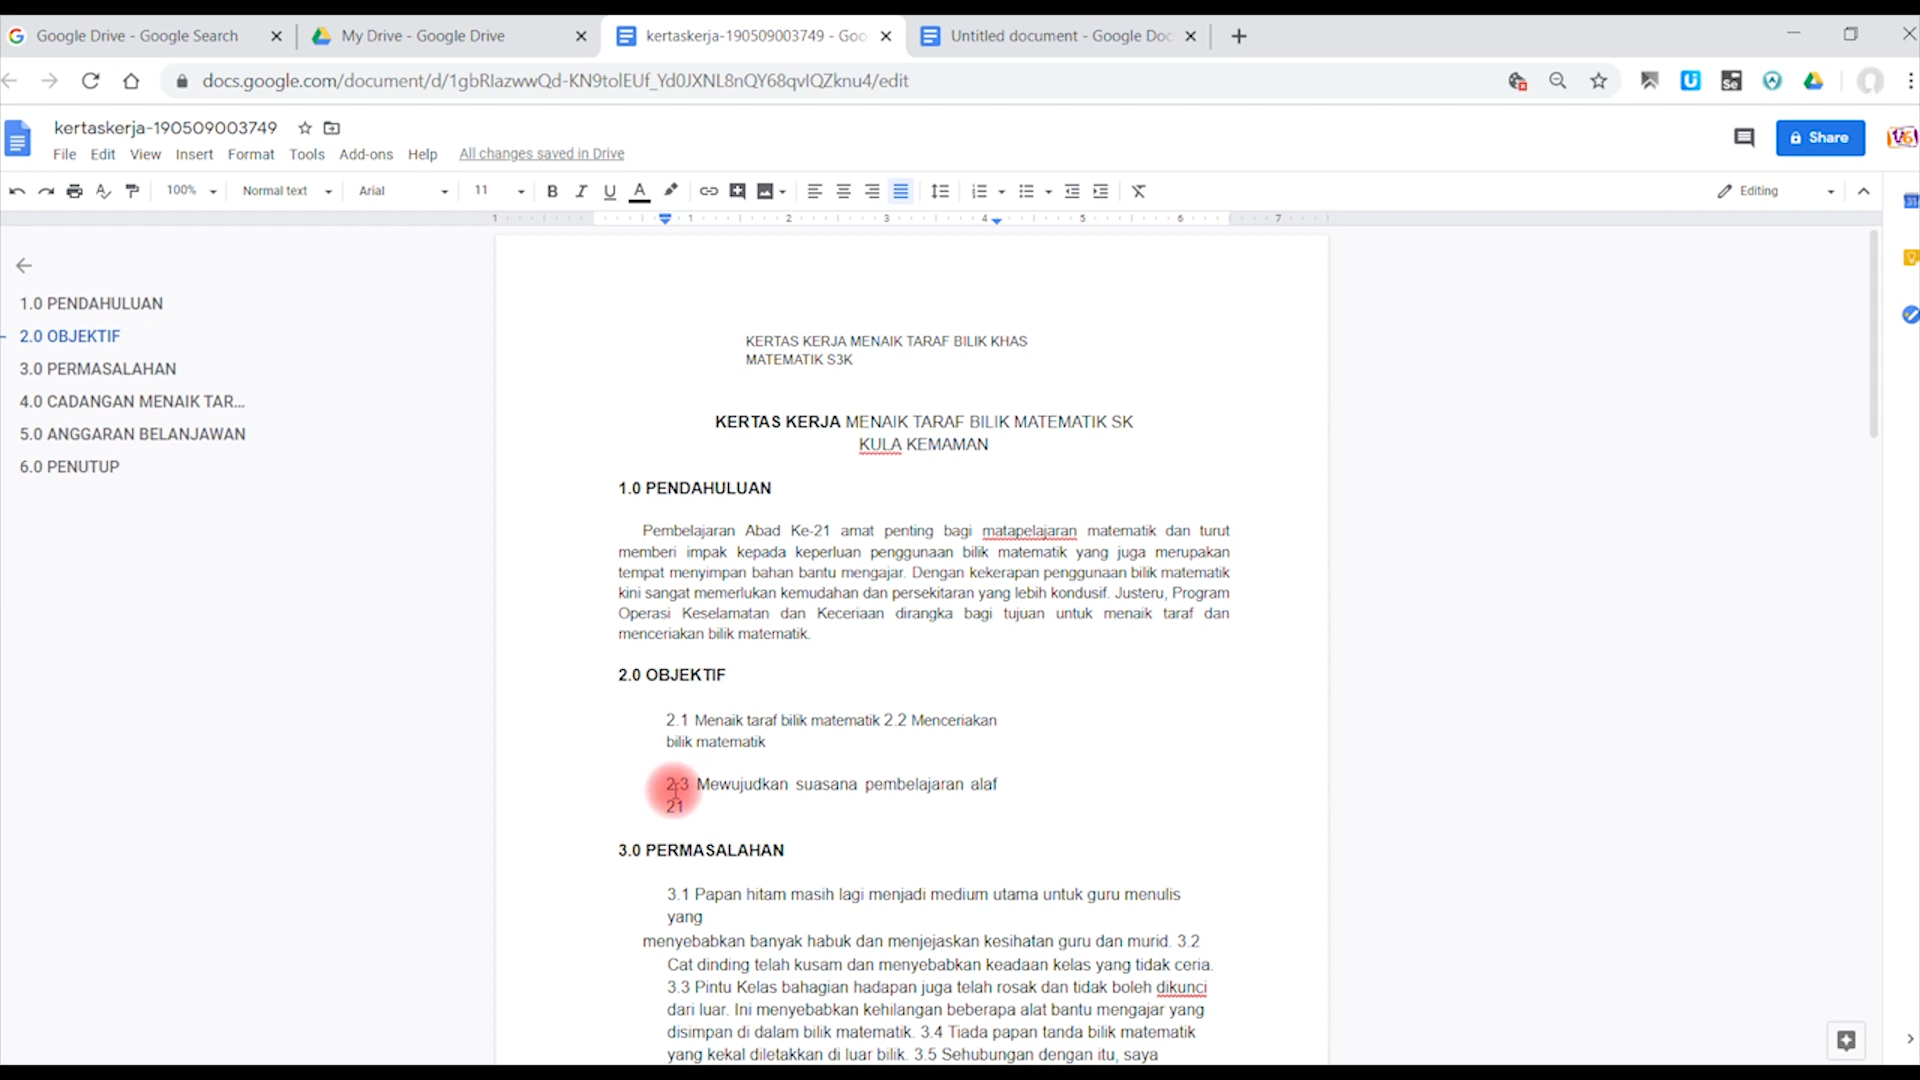 Google Drive - Google Search
My Drive - Google Drive
kertaskerja-190509003749 - Goo
Untitled document - Google Doc
docs.google.com/document/d/1gbRIazwwQd-KN9tolEUf_Yd0JXNL8nQY68qvIQZknu4/edit
kertaskerja-190509003749
File Edit View Insert Format Tools Add-ons Help All changes saved in Drive
Share
100% Normal text Arial 11 Editing
1 1 2 3 4 5 6 7
1.0 PENDAHULUAN
2.0 OBJEKTIF
3.0 PERMASALAHAN
4.0 CADANGAN MENAIK TAR...
5.0 ANGGARAN BELANJAWAN
6.0 PENUTUP
KERTAS KERJA MENAIK TARAF BILIK KHAS
MATEMATIK S3K
KERTAS KERJA MENAIK TARAF BILIK MATEMATIK SK
KULA KEMAMAN
1.0 PENDAHULUAN
Pembelajaran Abad Ke-21 amat penting bagi matapelajaran matematik dan turut
memberi impak kepada keperluan penggunaan bilik matematik yang juga merupakan
tempat menyimpan bahan bantu mengajar. Dengan kekerapan penggunaan bilik matematik
kini sangat memerlukan kemudahan dan persekitaran yang lebih kondusif. Justeru, Program
Operasi Keselamatan dan Keceriaan dirangka bagi tujuan untuk menaik taraf dan
menceriakan bilik matematik.
2.0 OBJEKTIF
2.1 Menaik taraf bilik matematik 2.2 Menceriakan
bilik matematik
2.3 Mewujudkan suasana pembelajaran alaf
21
3.0 PERMASALAHAN
3.1 Papan hitam masih lagi menjadi medium utama untuk guru menulis
yang
menyebabkan banyak habuk dan menjejaskan kesihatan guru dan murid. 3.2
Cat dinding telah kusam dan menyebabkan keadaan kelas yang tidak ceria.
3.3 Pintu Kelas bahagian hadapan juga telah rosak dan tidak boleh dikunci
dari luar. Ini menyebabkan kehilangan beberapa alat bantu mengajar yang
disimpan di dalam bilik matematik. 3.4 Tiada papan tanda bilik matematik
yang kekal diletakkan di luar bilik. 3.5 Sehubungan dengan itu, saya